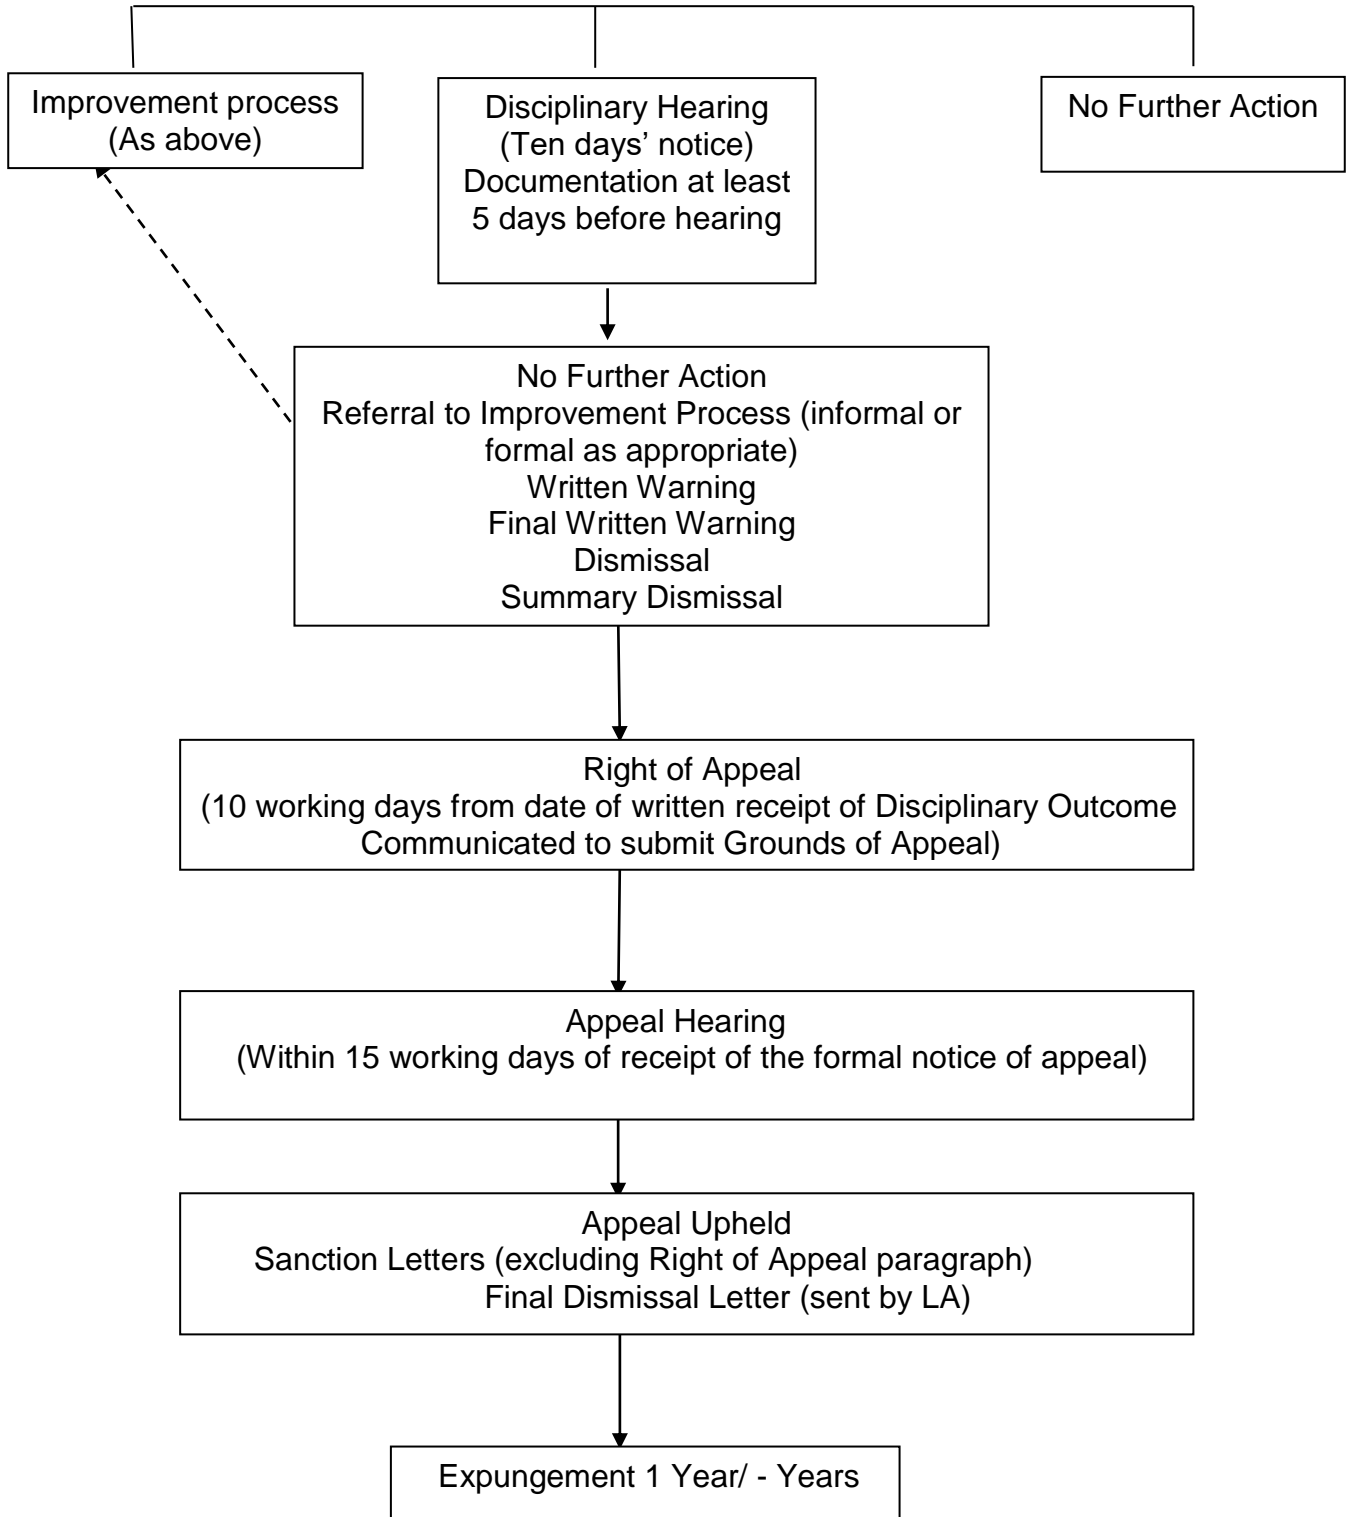 Improvement process
(As above)
Disciplinary Hearing
(Ten days’ notice)
Documentation at least
5 days before hearing
No Further Action
No Further Action
Referral to Improvement Process (informal or
formal as appropriate)
Written Warning
Final Written Warning
Dismissal
Summary Dismissal
Right of Appeal
(10 working days from date of written receipt of Disciplinary Outcome
Communicated to submit Grounds of Appeal)
Appeal Hearing
(Within 15 working days of receipt of the formal notice of appeal)
Appeal Upheld
Sanction Letters (excluding Right of Appeal paragraph)
Final Dismissal Letter (sent by LA)
Expungement 1 Year/ - Years